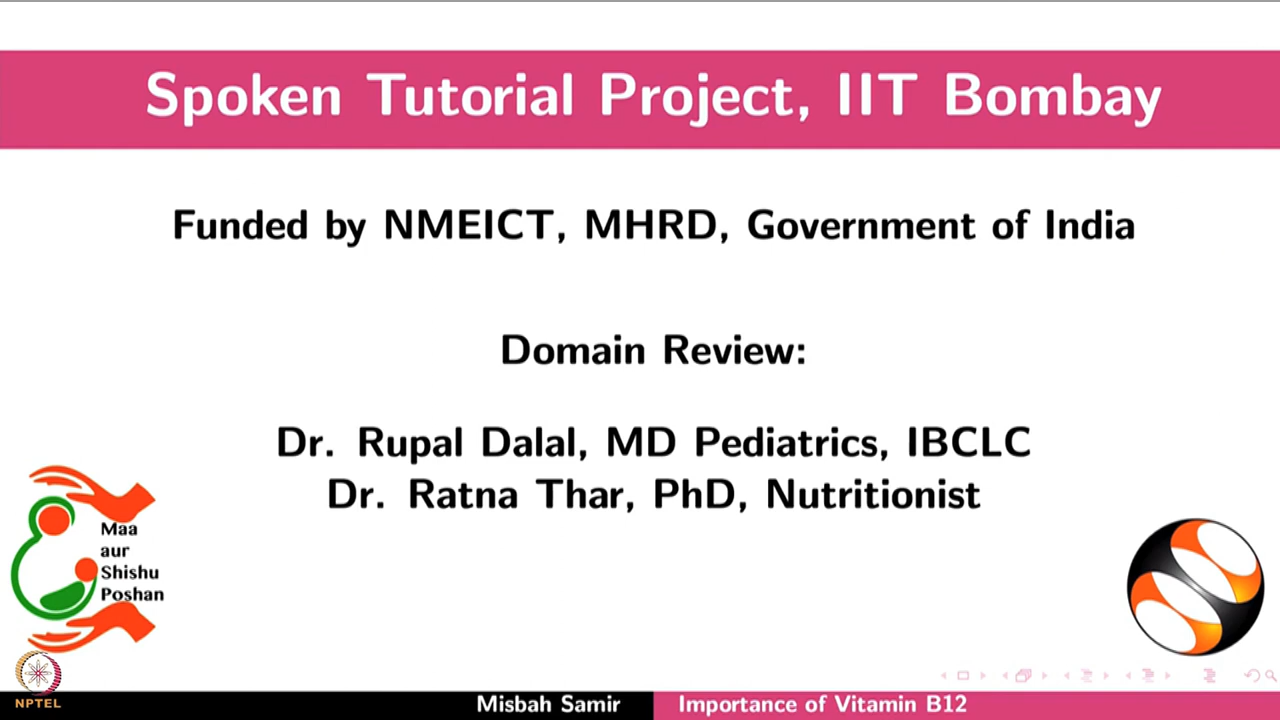 Spoken Tutorial Project, IIT Bombay
Funded by NMEICT, MHRD, Government of India
Domain Review:
Dr. Rupal Dalal, MD Pediatrics, IBCLC
Dr. Ratna Thar, PhD, Nutritionist
Maa
aur
Shishu
Poshan
NPTEL
Misbah Samir
Importance of Vitamin B12